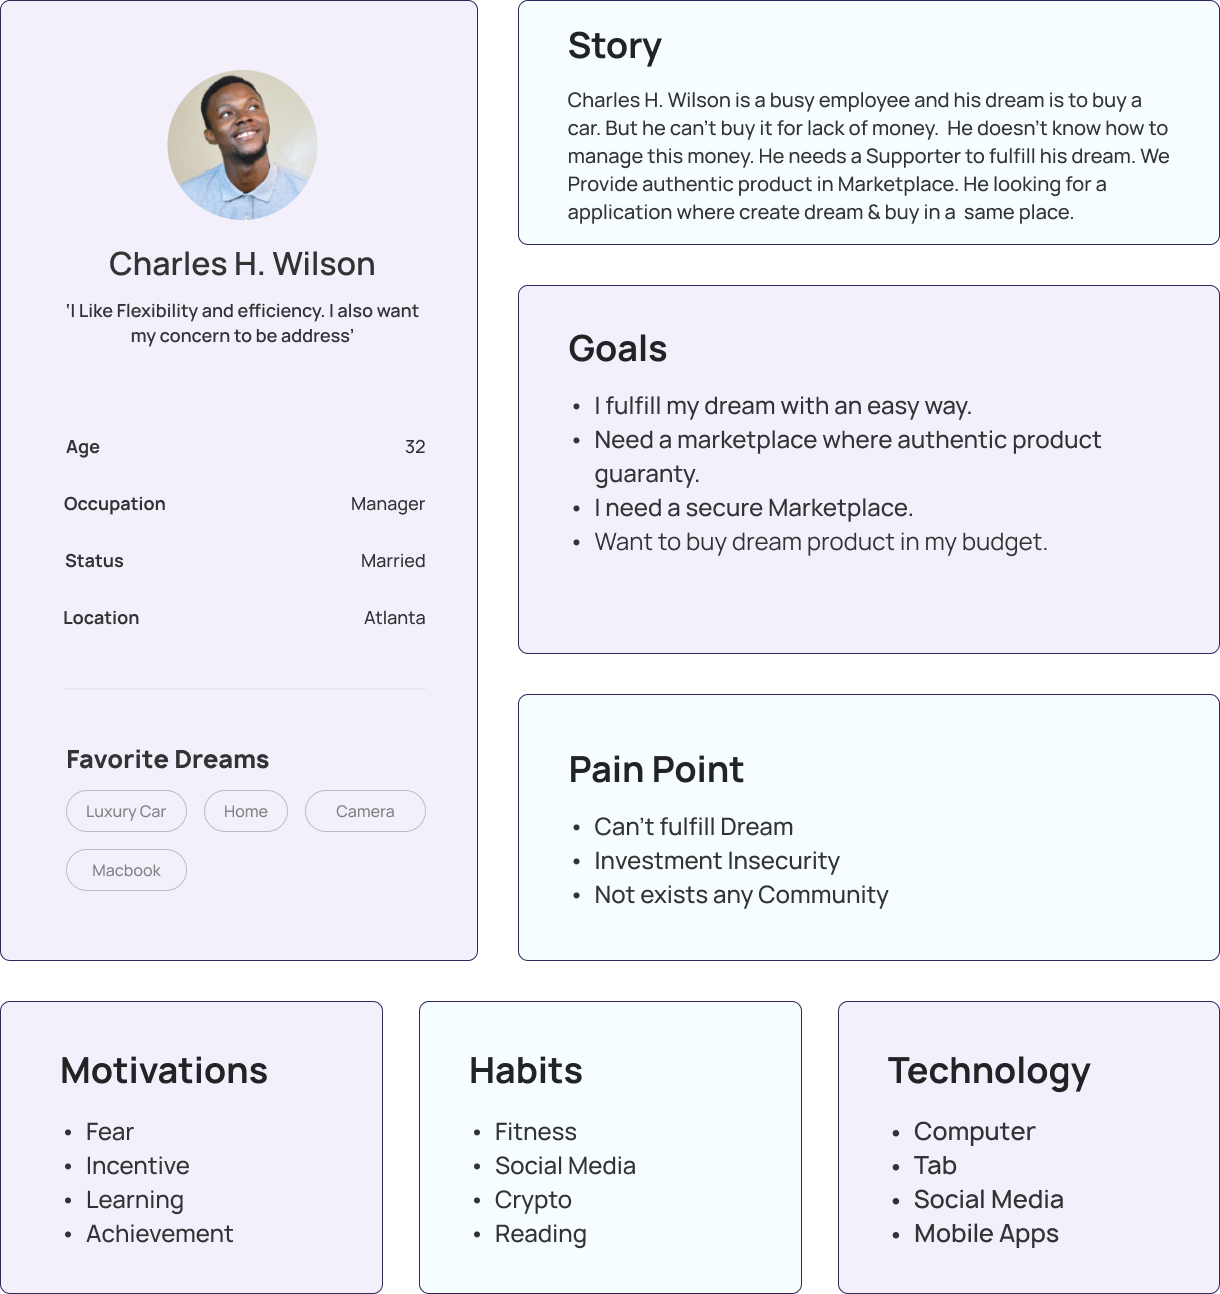 Charles H. Wilson
‘I Like Flexibility and efficiency. I also want
my concern to be address’
Age 32
Occupation Manager
Status Married
Location Atlanta
Favorite Dreams
Luxury Car Home Camera
Macbook
Story
Charles H. Wilson is a busy employee and his dream is to buy a
car. But he can’t buy it for lack of money.  He doesn’t know how to
manage this money. He needs a Supporter to fulfill his dream. We
Provide authentic product in Marketplace. He looking for a
application where create dream & buy in a  same place.
Goals
• I fulfill my dream with an easy way.
• Need a marketplace where authentic product
guaranty.
• I need a secure Marketplace.
• Want to buy dream product in my budget.
Pain Point
• Can’t fulfill Dream
• Investment Insecurity
• Not exists any Community
Motivations
• Fear
• Incentive
• Learning
• Achievement
Habits
• Fitness
• Social Media
• Crypto
• Reading
Technology
• Computer
• Tab
• Social Media
• Mobile Apps